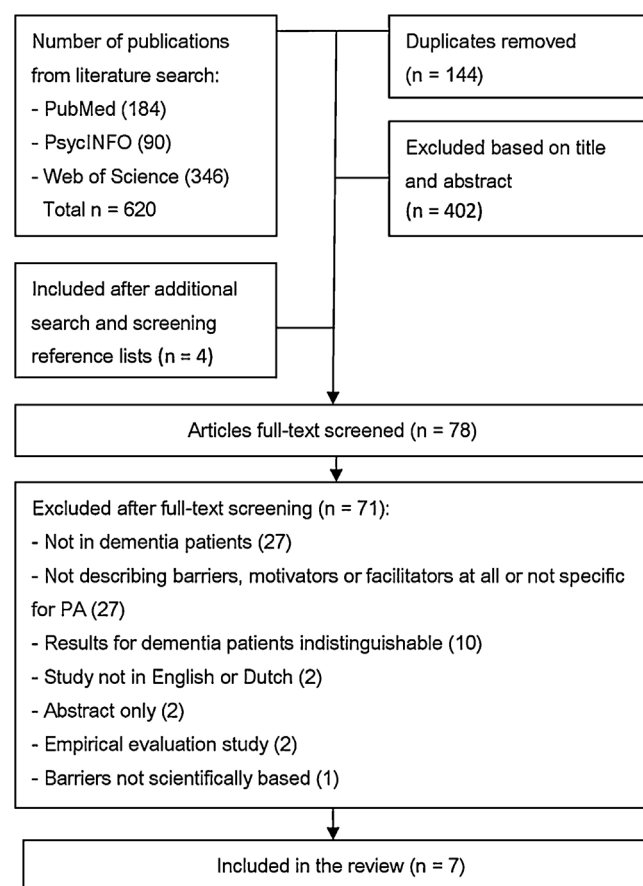 Number of publications
from literature search:
- PubMed (184)
- PsycINFO (90)
- Web of Science (346)
Total n = 620
Duplicates removed
(n = 144)
Excluded based on title
and abstract
(n = 402)
Included after additional
search and screening
reference lists (n = 4)
Articles full-text screened (n = 78)
Excluded after full-text screening (n = 71):
- Not in dementia patients (27)
- Not describing barriers, motivators or facilitators at all or not specific
for PA (27)
- Results for dementia patients indistinguishable (10)
- Study not in English or Dutch (2)
- Abstract only (2)
- Empirical evaluation study (2)
- Barriers not scientifically based (1)
Included in the review (n = 7)